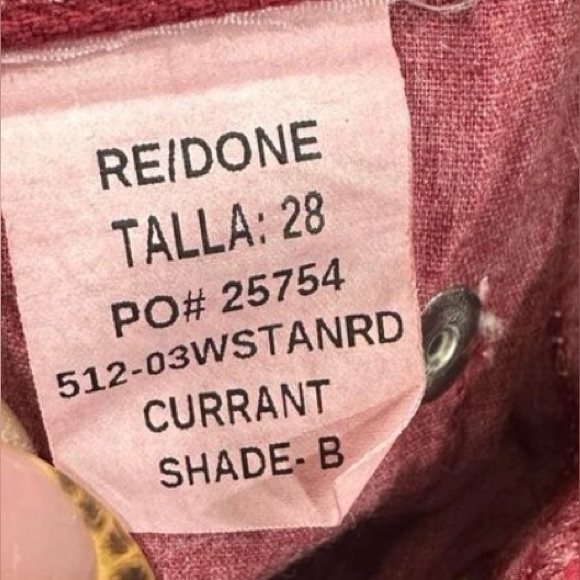 RE/DONE
TALLA: 28
PO# 25754
512-03WSTANRD
CURRANT
SHADE- B